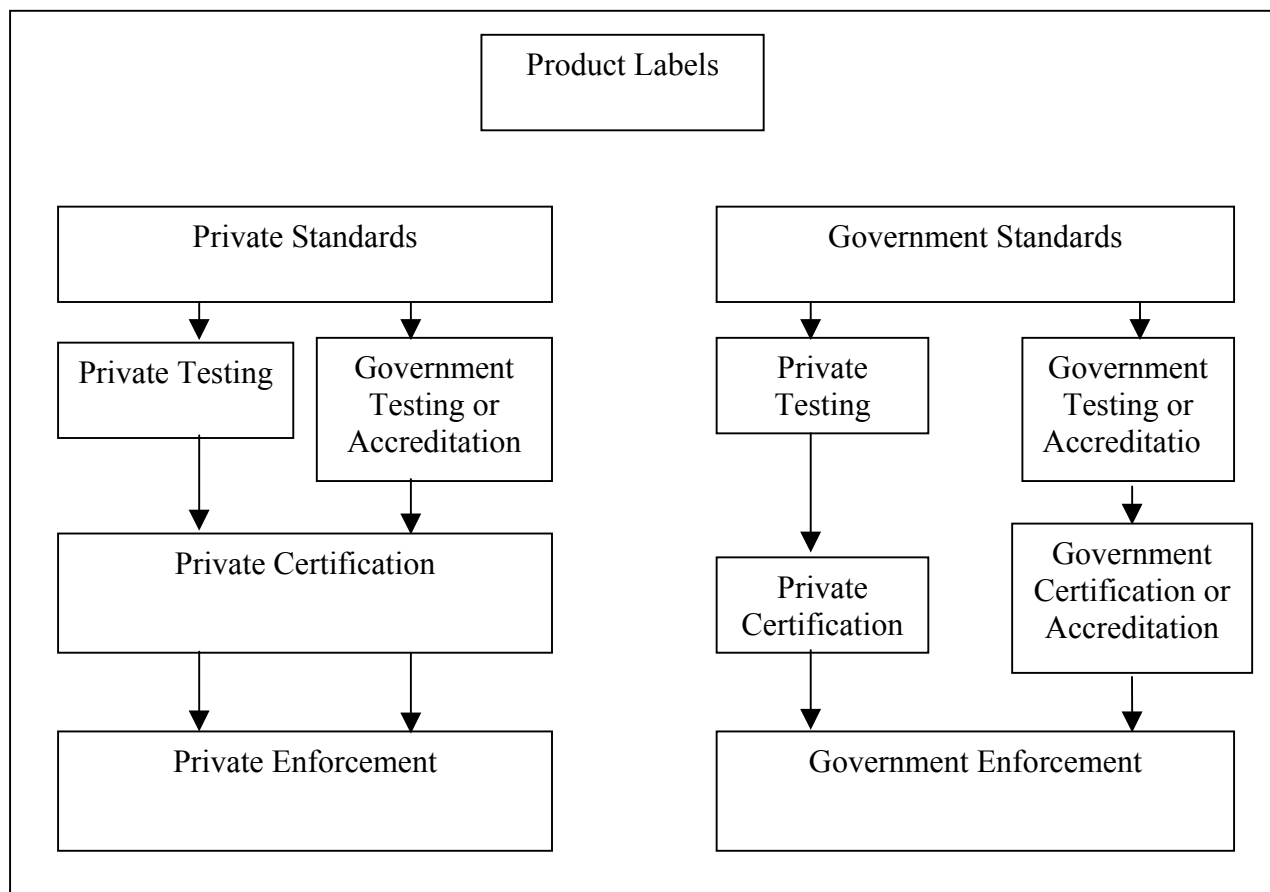 Product Labels
Private Standards
Government Standards
Private Testing
Government
Testing or
Accreditation
Private
Testing
Government
Testing or
Accreditatio
Private Certification
Private
Certification
Government
Certification or
Accreditation
Private Enforcement
Government Enforcement